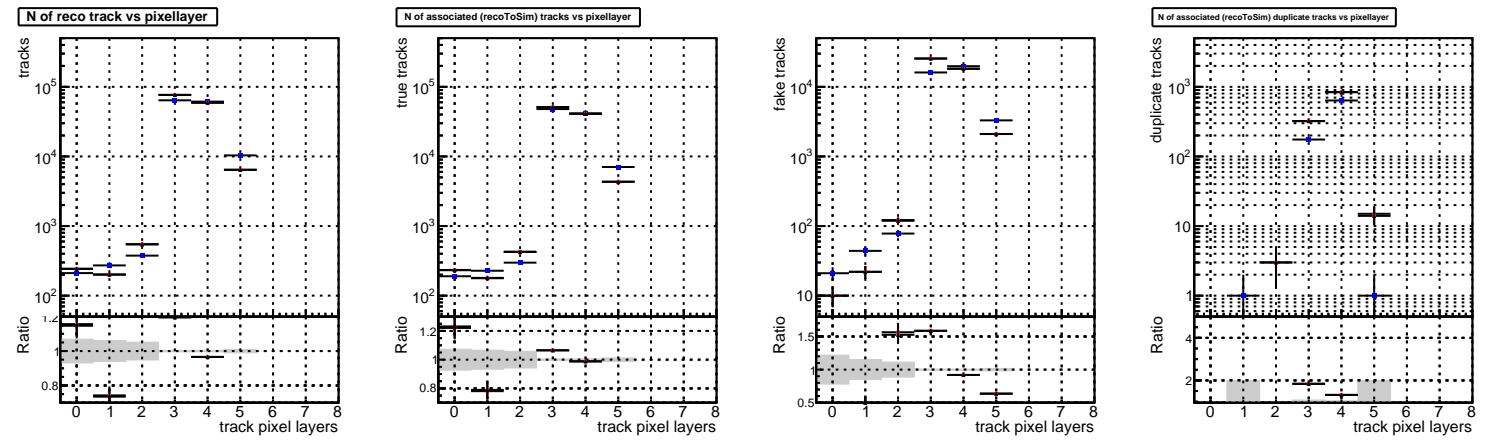 N of reco track vs pixellayer
tracks
10^5
10^4
10^3
10^2
Ratio
1.2
1
0.8
0 1 2 3 4 5 6 7 8
track pixel layers
N of associated (recoToSim) tracks vs pixellayer
true tracks
10^5
10^4
10^3
10^2
Ratio
1.2
1
0.8
0 1 2 3 4 5 6 7 8
track pixel layers
fake tracks
10^4
10^3
10^2
10
Ratio
1.5
1
0.5
0 1 2 3 4 5 6 7 8
track pixel layers
N of associated (recoToSim) duplicate tracks vs pixellayer
duplicate tracks
10^3
10^2
10
1
Ratio
4
2
0 1 2 3 4 5 6 7 8
track pixel layers